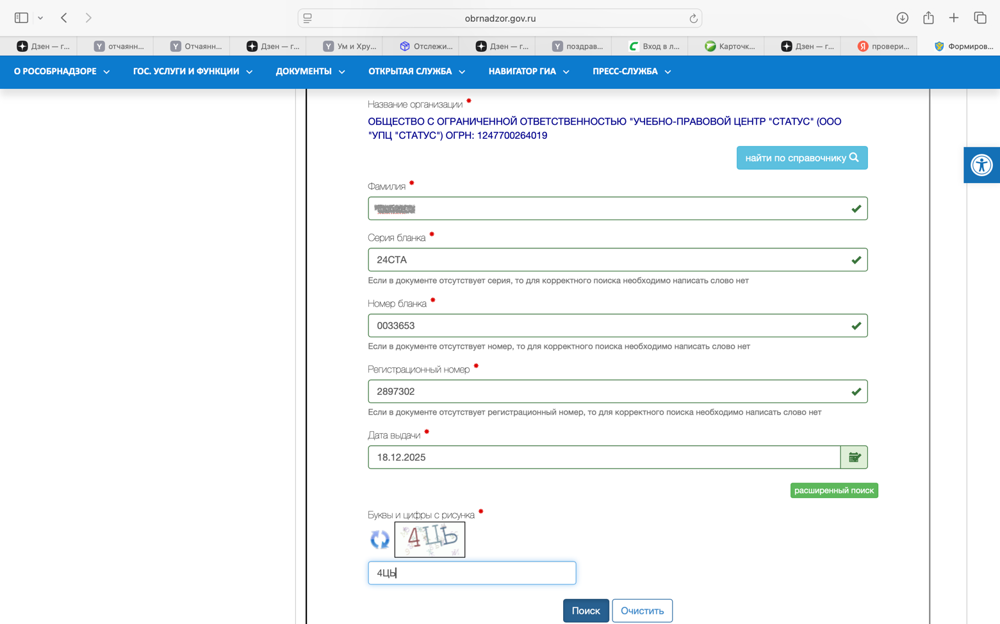 obrnadzor.gov.ru
Дзен — г...
отчаянн...
Отчаянн...
Дзен — г...
Ум и Хру...
Отслежи...
Дзен — г...
поздрав...
Вход в л...
Карточк...
Дзен — г...
провери...
Формиров...
О РОСОБРНАДЗОРЕ
ГОС. УСЛУГИ И ФУНКЦИИ
ДОКУМЕНТЫ
ОТКРЫТАЯ СЛУЖБА
НАВИГАТОР ГИА
ПРЕСС-СЛУЖБА
Название организации *
ОБЩЕСТВО С ОГРАНИЧЕННОЙ ОТВЕТСТВЕННОСТЬЮ "УЧЕБНО-ПРАВОВОЙ ЦЕНТР "СТАТУС" (ООО
"УПЦ "СТАТУС") ОГРН: 1247700264019
найти по справочнику
Фамилия *
Серия бланка *
24СТА
Если в документе отсутствует серия, то для корректного поиска необходимо написать слово нет
Номер бланка *
0033653
Если в документе отсутствует номер, то для корректного поиска необходимо написать слово нет
Регистрационный номер *
2897302
Если в документе отсутствует регистрационный номер, то для корректного поиска необходимо написать слово нет
Дата выдачи *
18.12.2025
расширенный поиск
Буквы и цифры с рисунка *
4ЦЬ
4ЦЬ
Поиск
Очистить